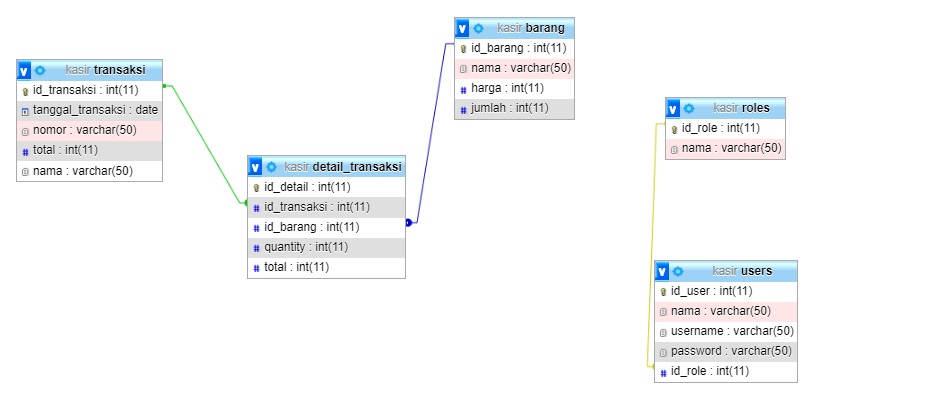 kasir transaksi
id_transaksi : int(11)
tanggal_transaksi : date
nomor : varchar(50)
total : int(11)
nama : varchar(50)
kasir detail_transaksi
id_detail : int(11)
id_transaksi : int(11)
id_barang : int(11)
quantity : int(11)
total : int(11)
kasir barang
id_barang : int(11)
nama : varchar(50)
harga : int(11)
jumlah : int(11)
kasir roles
id_role : int(11)
nama : varchar(50)
kasir users
id_user : int(11)
nama : varchar(50)
username : varchar(50)
password : varchar(50)
id_role : int(11)